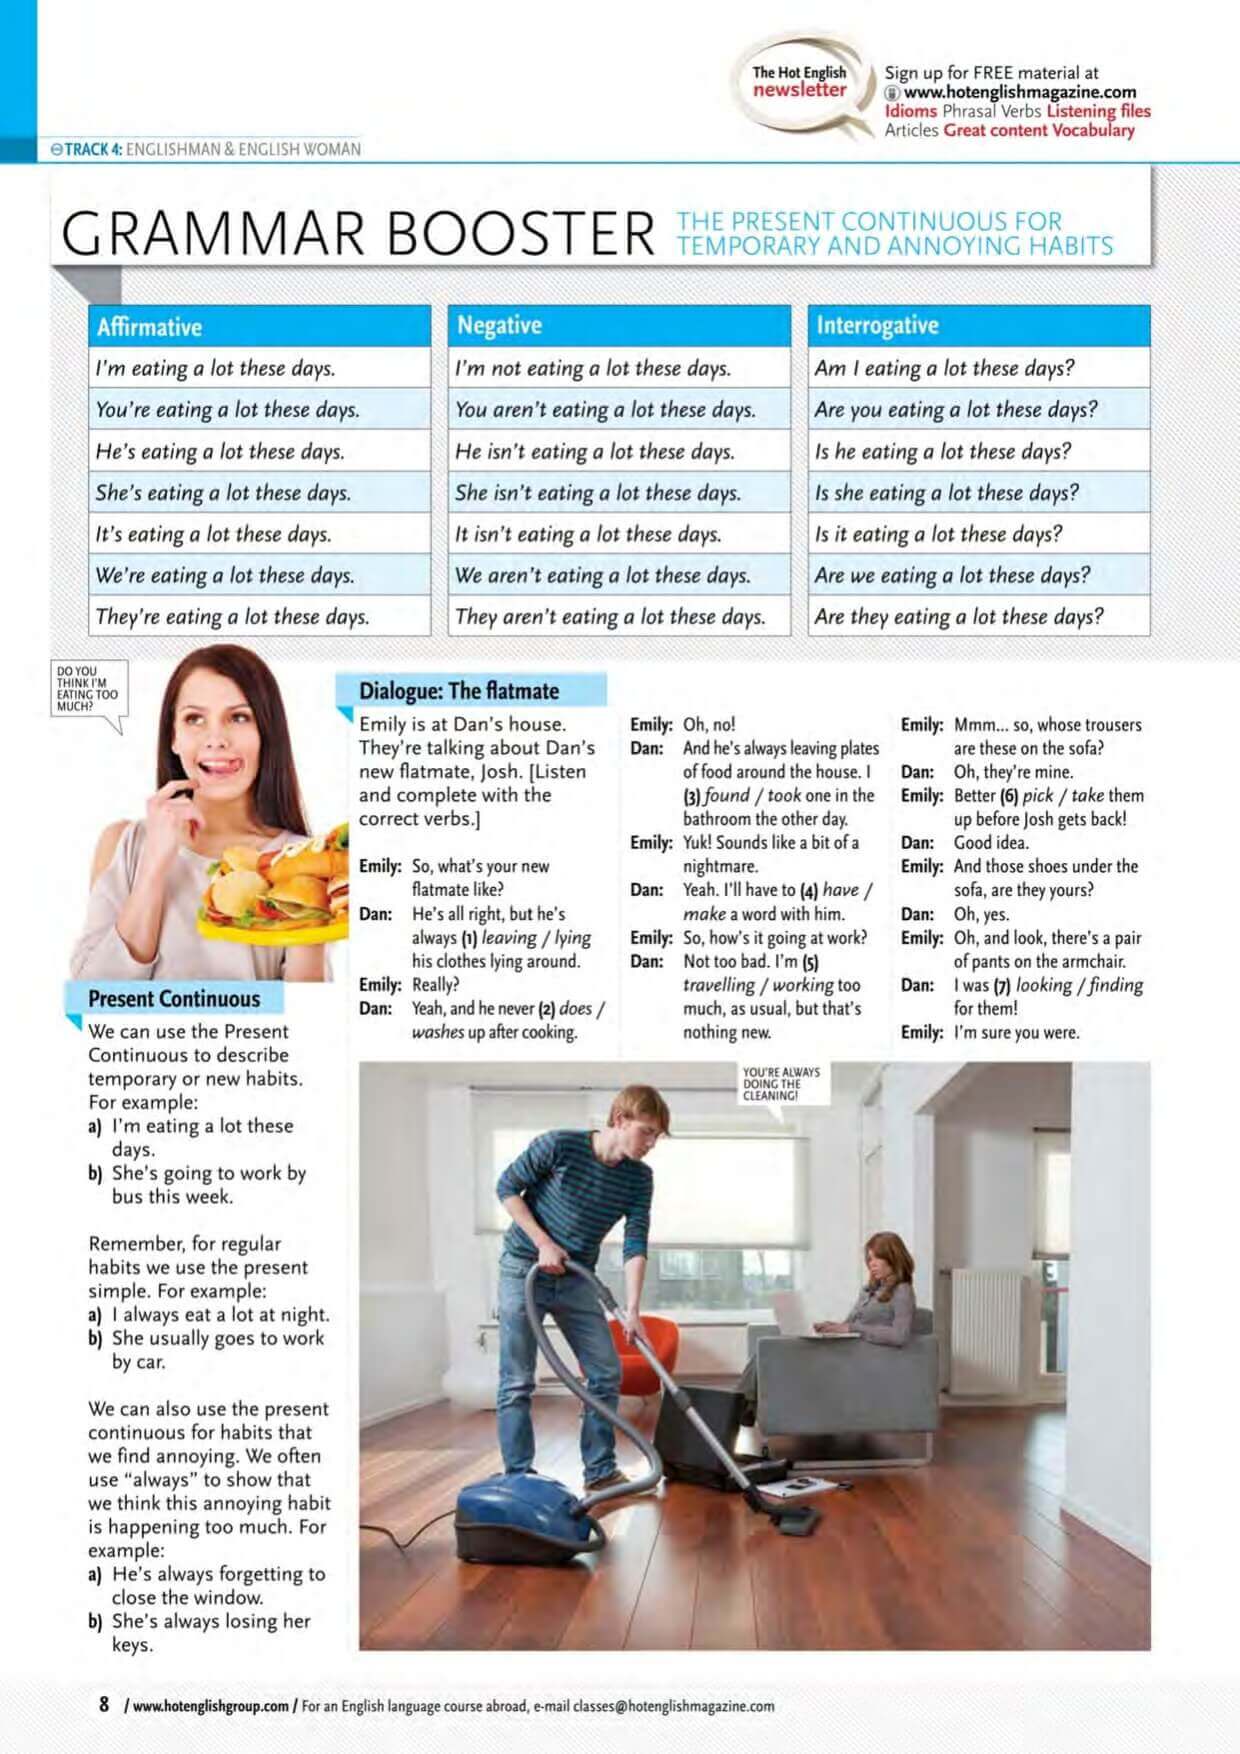 The Hot English
newsletter
Sign up for FREE material at
www.hotenglishmagazine.com
Idioms Phrasal Verbs Listening files
Articles Great content Vocabulary
TRACK 4: ENGLISHMAN & ENGLISH WOMAN
GRAMMAR BOOSTER
THE PRESENT CONTINUOUS FOR
TEMPORARY AND ANNOYING HABITS
Affirmative
I'm eating a lot these days.
You're eating a lot these days.
He's eating a lot these days.
She's eating a lot these days.
It's eating a lot these days.
We're eating a lot these days.
They're eating a lot these days.
Negative
I'm not eating a lot these days.
You aren't eating a lot these days.
He isn't eating a lot these days.
She isn't eating a lot these days.
It isn't eating a lot these days.
We aren't eating a lot these days.
They aren't eating a lot these days.
Interrogative
Am I eating a lot these days?
Are you eating a lot these days?
Is he eating a lot these days?
Is she eating a lot these days?
Is it eating a lot these days?
Are we eating a lot these days?
Are they eating a lot these days?
DO YOU
THINK I'M
EATING TOO
MUCH?
Present Continuous
We can use the Present
Continuous to describe
temporary or new habits.
For example:
a) I'm eating a lot these
days.
b) She's going to work by
bus this week.
Remember, for regular
habits we use the present
simple. For example:
a) I always eat a lot at night.
b) She usually goes to work
by car.
We can also use the present
continuous for habits that
we find annoying. We often
use “always” to show that
we think this annoying habit
is happening too much. For
example:
a) He's always forgetting to
close the window.
b) She's always losing her
keys.
Dialogue: The flatmate
Emily is at Dan's house.
They're talking about Dan's
new flatmate, Josh. [Listen
and complete with the
correct verbs.]
Emily: So, what's your new
flatmate like?
Dan: He's all right, but he's
always (1) leaving / lying
his clothes lying around.
Emily: Really?
Dan: Yeah, and he never (2) does /
washes up after cooking.
Emily: Oh, no!
Dan: And he's always leaving plates
of food around the house. I
(3) found / took one in the
bathroom the other day.
Emily: Yuk! Sounds like a bit of a
nightmare.
Dan: Yeah. I'll have to (4) have /
make a word with him.
Emily: So, how's it going at work?
Dan: Not too bad. I'm (5)
travelling / working too
much, as usual, but that's
nothing new.
Emily: Mmm... so, whose trousers
are these on the sofa?
Dan: Oh, they're mine.
Emily: Better (6) pick / take them
up before Josh gets back!
Dan: Good idea.
Emily: And those shoes under the
sofa, are they yours?
Dan: Oh, yes.
Emily: Oh, and look, there's a pair
of pants on the armchair.
Dan: I was (7) looking / finding
for them!
Emily: I'm sure you were.
YOU'RE ALWAYS
DOING THE
CLEANING!
8 / www.hotenglishgroup.com / For an English language course abroad, e-mail classes@hotenglishmagazine.com